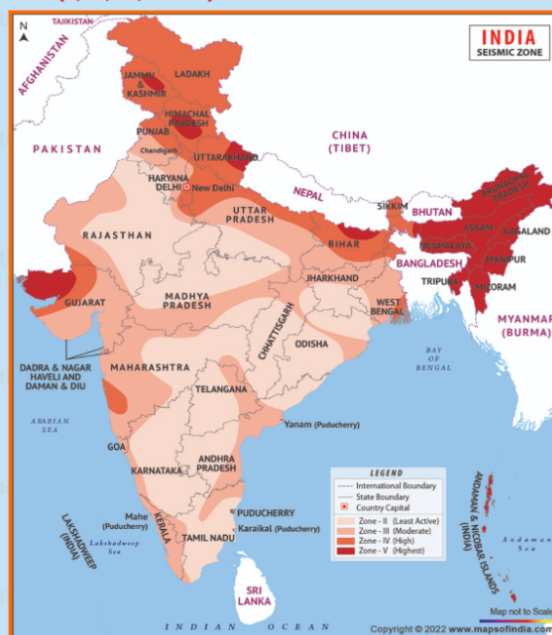 TAJIKISTAN
AFGHANISTAN
N
INDIA
SEISMIC ZONE
LADAKH
JAMMU
&
KASHMIR
HIMACHAL
PRADESH
PUNJAB
Chandigarh
UTTARAKHAND
CHINA
(TIBET)
PAKISTAN
HARYANA
DELHI
New Delhi
NEPAL
ARUNACHAL
PRADESH
SIKKIM
BHUTAN
UTTAR
PRADESH
RAJASTHAN
ASSAM
NAGALAND
BIHAR
MEGHALAYA
MANIPUR
BANGLADESH
JHARKHAND
TRIPURA
MIZORAM
GUJARAT
MADHYA
PRADESH
WEST
BENGAL
MYANMAR
(BURMA)
CHHATTISGARH
ODISHA
DADRA & NAGAR
HAVELI AND
DAMAN & DIU
MAHARASHTRA
BAY
OF
BENGAL
TELANGANA
ARABIAN
SEA
Yanam (Puducherry)
GOA
KARNATAKA
ANDHRA
PRADESH
LEGEND
International Boundary
State Boundary
Country Capital
Zone - II (Least Active)
Zone - III (Moderate)
Zone - IV (High)
Zone - V (Highest)
ANDAMAN & NICOBAR ISLANDS
(INDIA)
PUDUCHERRY
Mahe
(Puducherry)
Karaikal (Puducherry)
LAKSHADWEEP
(INDIA)
Lakshadweep
Sea
KERALA
TAMIL NADU
Andaman
Sea
SRI
LANKA
INDIAN OCEAN
Map not to Scale
Copyright © 2022 www.mapsofindia.com